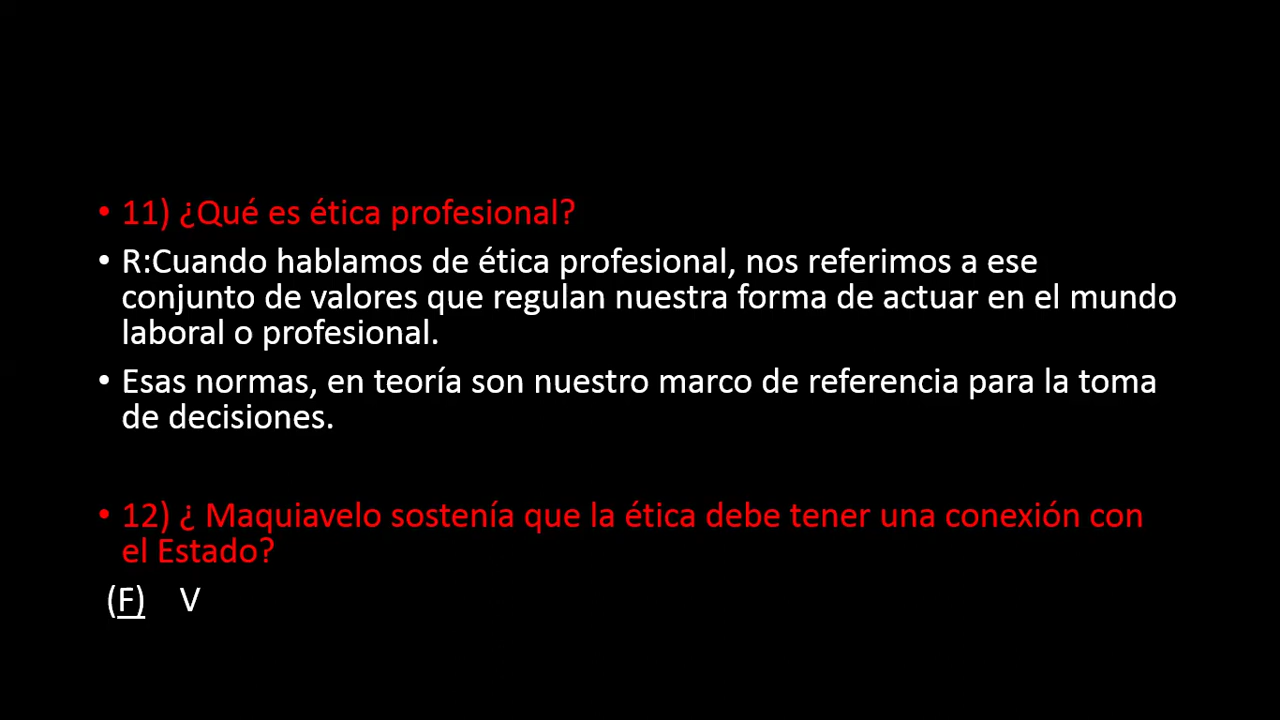 • 11) ¿Qué es ética profesional?
• R:Cuando hablamos de ética profesional, nos referimos a ese
conjunto de valores que regulan nuestra forma de actuar en el mundo
laboral o profesional.
• Esas normas, en teoría son nuestro marco de referencia para la toma
de decisiones.
• 12) ¿ Maquiavelo sostenía que la ética debe tener una conexión con
el Estado?
(F) V